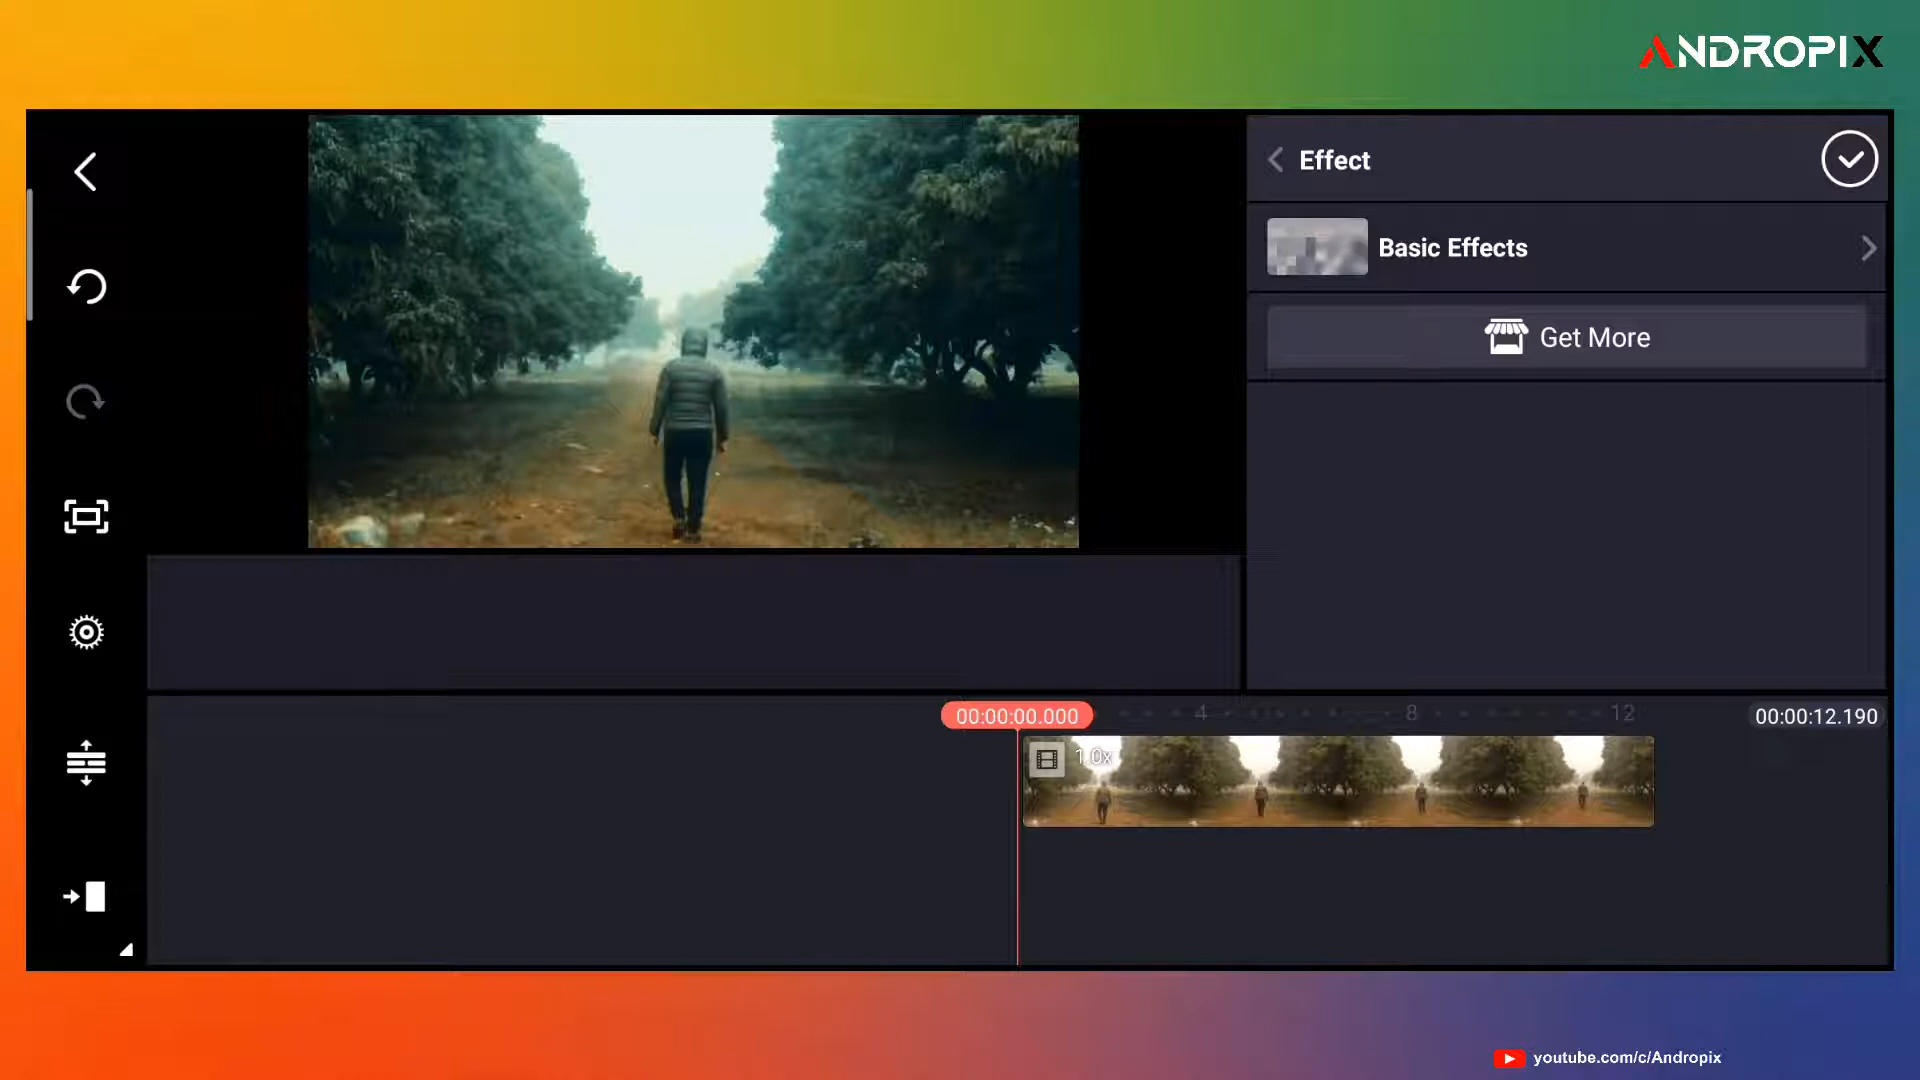 ANDROPIX
Effect
Basic Effects
Get More
00:00:00.000
4
8
12
00:00:12.190
1.0x
youtube.com/c/Andropix